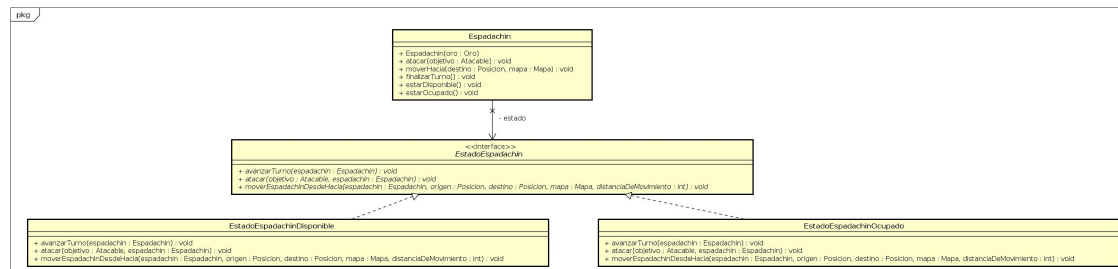 pkg
Espadachin
+ Espadachin(oro : Oro)
+ atacar(objetivo : Atacable) : void
+ moverHacia(destino : Posicion, mapa : Mapa) : void
+ finalizarTurno() : void
+ estarDisponible() : void
+ estarOcupado() : void
- estado
<<interface>>
EstadoEspadachin
+ avanzarTurno(espadachin : Espadachin) : void
+ atacar(objetivo : Atacable, espadachin : Espadachin) : void
+ moverEspadachinDesdeHacia(espadachin : Espadachin, origen : Posicion, destino : Posicion, mapa : Mapa, distanciaDeMovimiento : int) : void
EstadoEspadachinDisponible
+ avanzarTurno(espadachin : Espadachin) : void
+ atacar(objetivo : Atacable, espadachin : Espadachin) : void
+ moverEspadachinDesdeHacia(espadachin : Espadachin, origen : Posicion, destino : Posicion, mapa : Mapa, distanciaDeMovimiento : int) : void
EstadoEspadachinOcupado
+ avanzarTurno(espadachin : Espadachin) : void
+ atacar(objetivo : Atacable, espadachin : Espadachin) : void
+ moverEspadachinDesdeHacia(espadachin : Espadachin, origen : Posicion, destino : Posicion, mapa : Mapa, distanciaDeMovimiento : int) : void